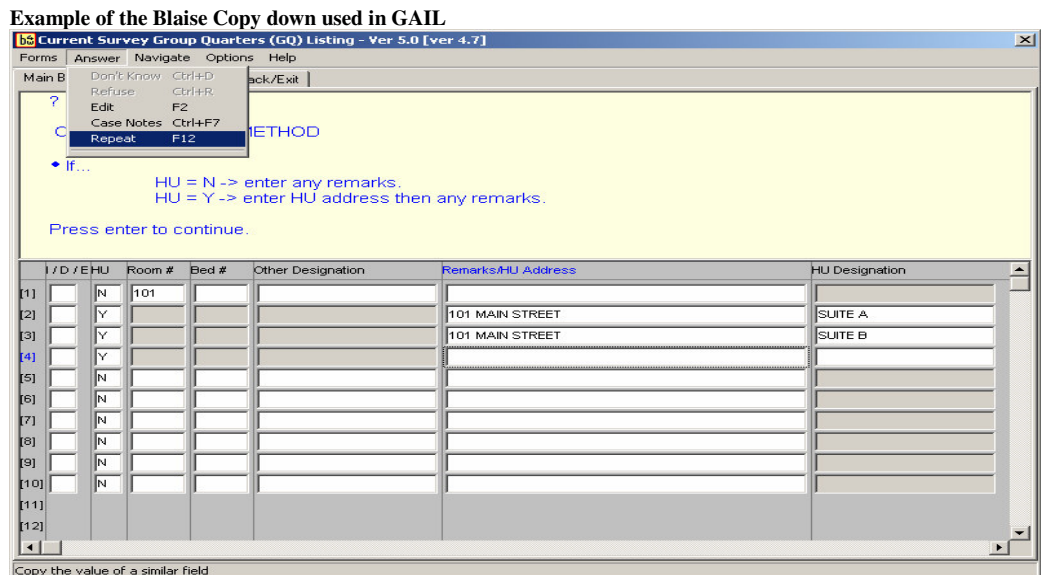 Example of the Blaise Copy down used in GAIL
Current Survey Group Quarters (GQ) Listing - Ver 5.0 [ver 4.7]
Forms Answer Navigate Options Help
Main B ack/Exit
Don't Know Ctrl+D
Refuse Ctrl+R
Edit F2
Case Notes Ctrl+F7
Repeat F12
?
C METHOD
• If...
HU = N -> enter any remarks.
HU = Y -> enter HU address then any remarks.
Press enter to continue.
I / D / E HU Room # Bed # Other Designation Remarks/HU Address HU Designation
[1] N 101
[2] Y 101 MAIN STREET SUITE A
[3] Y 101 MAIN STREET SUITE B
[4] Y
[5] N
[6] N
[7] N
[8] N
[9] N
[10] N
[11]
[12]
Copy the value of a similar field